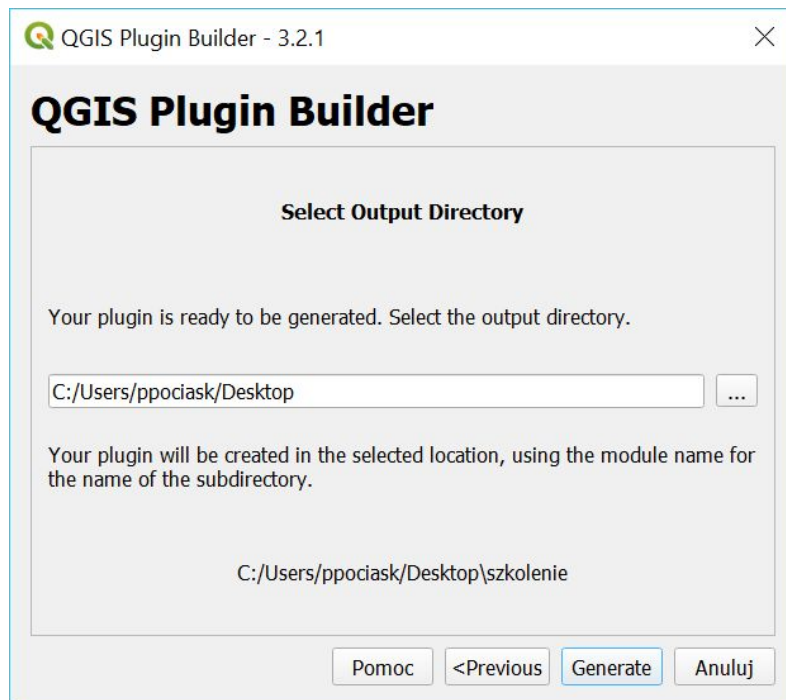 QGIS Plugin Builder - 3.2.1
QGIS Plugin Builder
Select Output Directory
Your plugin is ready to be generated. Select the output directory.
C:/Users/ppociask/Desktop
...
Your plugin will be created in the selected location, using the module name for
the name of the subdirectory.
C:/Users/ppociask/Desktop\szkolenie
Pomoc <Previous Generate Anuluj